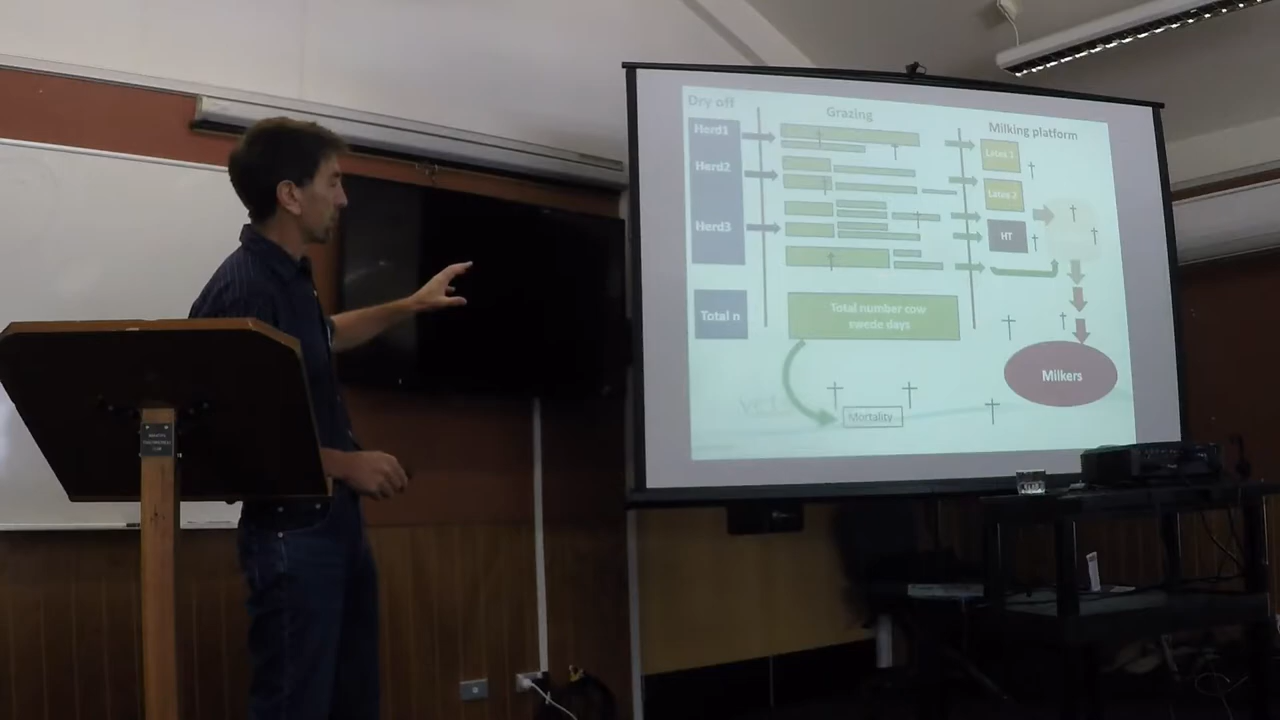 Dry off
Grazing
Milking platform
Herd1
Herd2
Herd3
Lates 1
Lates 2
HT
Total n
Total number cow
swede days
Milkers
Mortality
vets